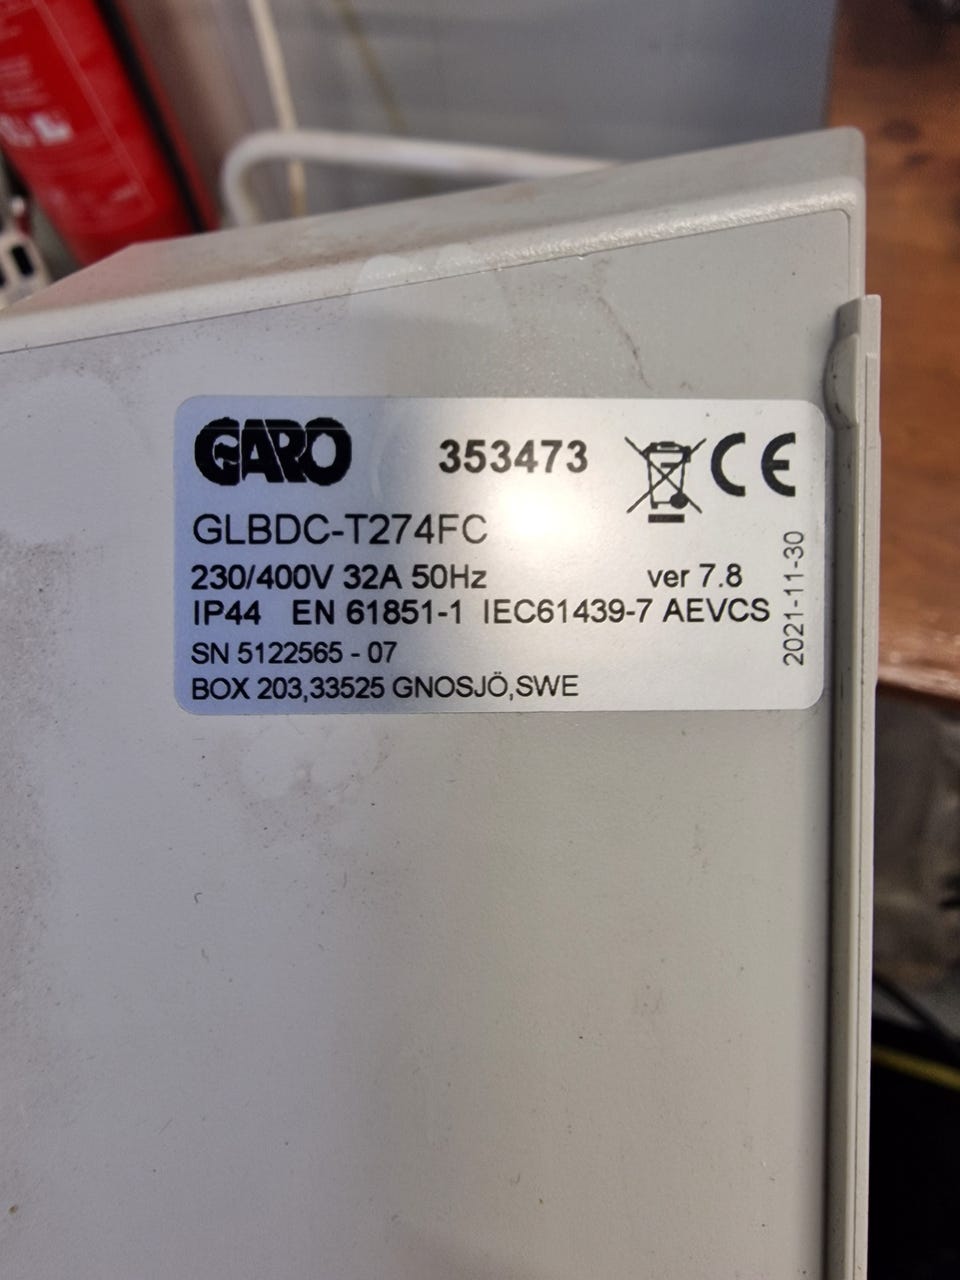 GARO 353473 CE
GLBDC-T274FC
230/400V 32A 50Hz ver 7.8
IP44 EN 61851-1 IEC61439-7 AEVCS
SN 5122565 - 07
BOX 203,33525 GNOSJÖ,SWE
2021-11-30